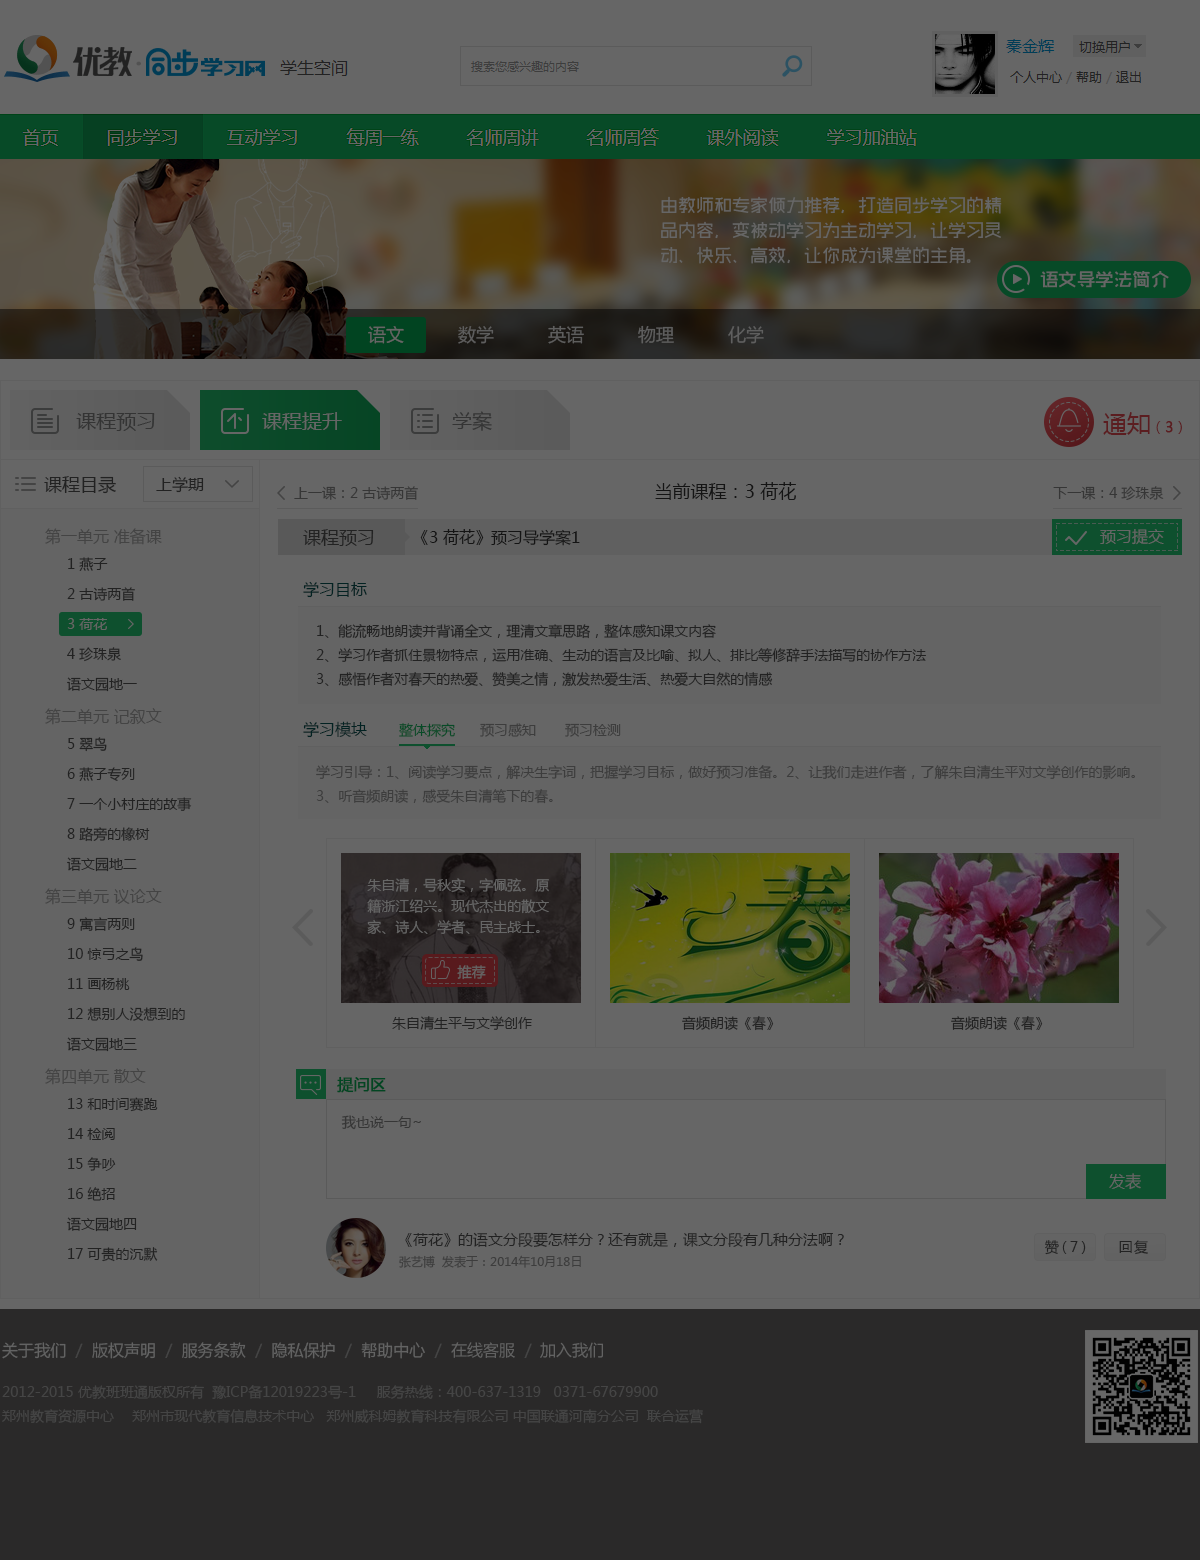 优教·同步学习网 学生空间
搜索您感兴趣的内容
秦金辉 切换用户
个人中心 / 帮助 / 退出
首页 同步学习 互动学习 每周一练 名师周讲 名师周答 课外阅读 学习加油站
由教师和专家倾力推荐，打造同步学习的精
品内容，变被动学习为主动学习，让学习灵
动、快乐、高效，让你成为课堂的主角。
语文导学法简介
语文 数学 英语 物理 化学
课程预习 课程提升 学案 通知（3）
课程目录 上学期
第一单元 准备课
1 燕子
2 古诗两首
3 荷花
4 珍珠泉
语文园地一
第二单元 记叙文
5 翠鸟
6 燕子专列
7 一个小村庄的故事
8 路旁的橡树
语文园地二
第三单元 议论文
9 寓言两则
10 惊弓之鸟
11 画杨桃
12 想别人没想到的
语文园地三
第四单元 散文
13 和时间赛跑
14 检阅
15 争吵
16 绝招
语文园地四
17 可贵的沉默
上一课：2 古诗两首 当前课程：3 荷花 下一课：4 珍珠泉
课程预习 《3 荷花》预习导学案1 预习提交
学习目标
1、能流畅地朗读并背诵全文，理清文章思路，整体感知课文内容
2、学习作者抓住景物特点，运用准确、生动的语言及比喻、拟人、排比等修辞手法描写的协作方法
3、感悟作者对春天的热爱、赞美之情，激发热爱生活、热爱大自然的情感
学习模块 整体探究 预习感知 预习检测
学习引导：1、阅读学习要点，解决生字词，把握学习目标，做好预习准备。2、让我们走进作者，了解朱自清生平对文学创作的影响。
3、听音频朗读，感受朱自清笔下的春。
朱自清，号秋实，字佩弦。原
籍浙江绍兴。现代杰出的散文
家、诗人、学者、民主战士。
推荐
春
朱自清生平与文学创作 音频朗读《春》 音频朗读《春》
提问区
我也说一句~
发表
《荷花》的语文分段要怎样分？还有就是，课文分段有几种分法啊？
张艺博 发表于：2014年10月18日
赞(7) 回复
关于我们 / 版权声明 / 服务条款 / 隐私保护 / 帮助中心 / 在线客服 / 加入我们
2012-2015 优教班班通版权所有 豫ICP备12019223号-1 服务热线：400-637-1319 0371-67679900
郑州教育资源中心 郑州市现代教育信息技术中心 郑州威科姆教育科技有限公司 中国联通河南分公司 联合运营